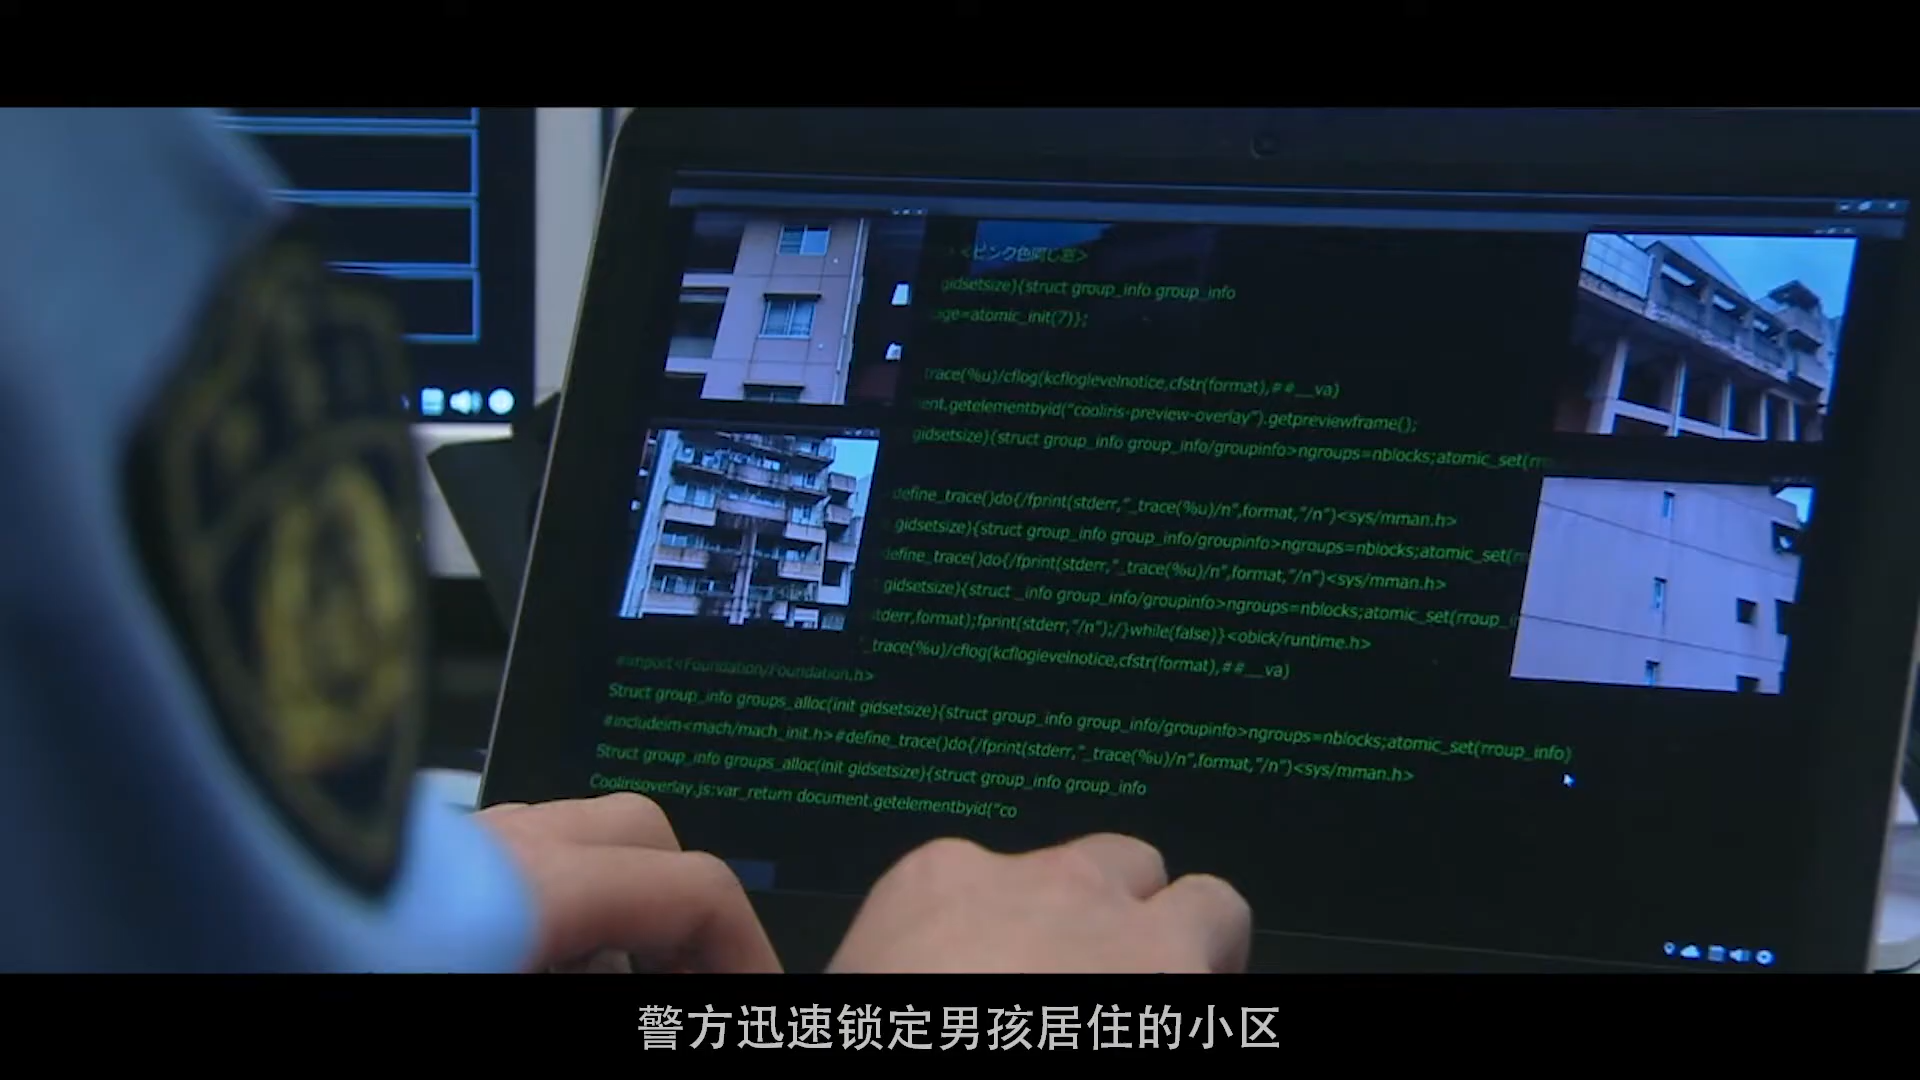 <ピンク色同じ窓>
gidsetsize){struct group_info group_info
age=atomic_init(7)};
trace(%u)/cflog(kcfloglevelnotice,cfstr(format),##__va)
ent.getelementbyid("cooliris-preview-overlay").getpreviewframe();
gidsetsize){struct group_info group_info/groupinfo>ngroups=nblocks;atomic_set(
define_trace()do{/fprint(stderr,"_trace(%u)/n",format,"/n")<sys/mman.h>
gidsetsize){struct group_info group_info/groupinfo>ngroups=nblocks;atomic_set(
define_trace()do{/fprint(stderr,"_trace(%u)/n",format,"/n")<sys/mman.h>
gidsetsize){struct _info group_info/groupinfo>ngroups=nblocks;atomic_set(rroup_
stderr,format);fprint(stderr,"/n");/}while(false)}<obick/runtime.h>
_trace(%u)/cflog(kcfloglevelnotice,cfstr(format),##__va)
#import<Foundation/Foundation.h>
Struct group_info groups_alloc(init gidsetsize){struct group_info group_info/groupinfo>ngroups=nblocks;atomic_set(rroup_info)
#includeim<mach/mach_init.h>#define_trace()do{/fprint(stderr,"_trace(%u)/n",format,"/n")<sys/mman.h>
Struct group_info groups_alloc(init gidsetsize){struct group_info group_info
Coolirisoverlay.js:var_return document.getelementbyid("co
警方迅速锁定男孩居住的小区